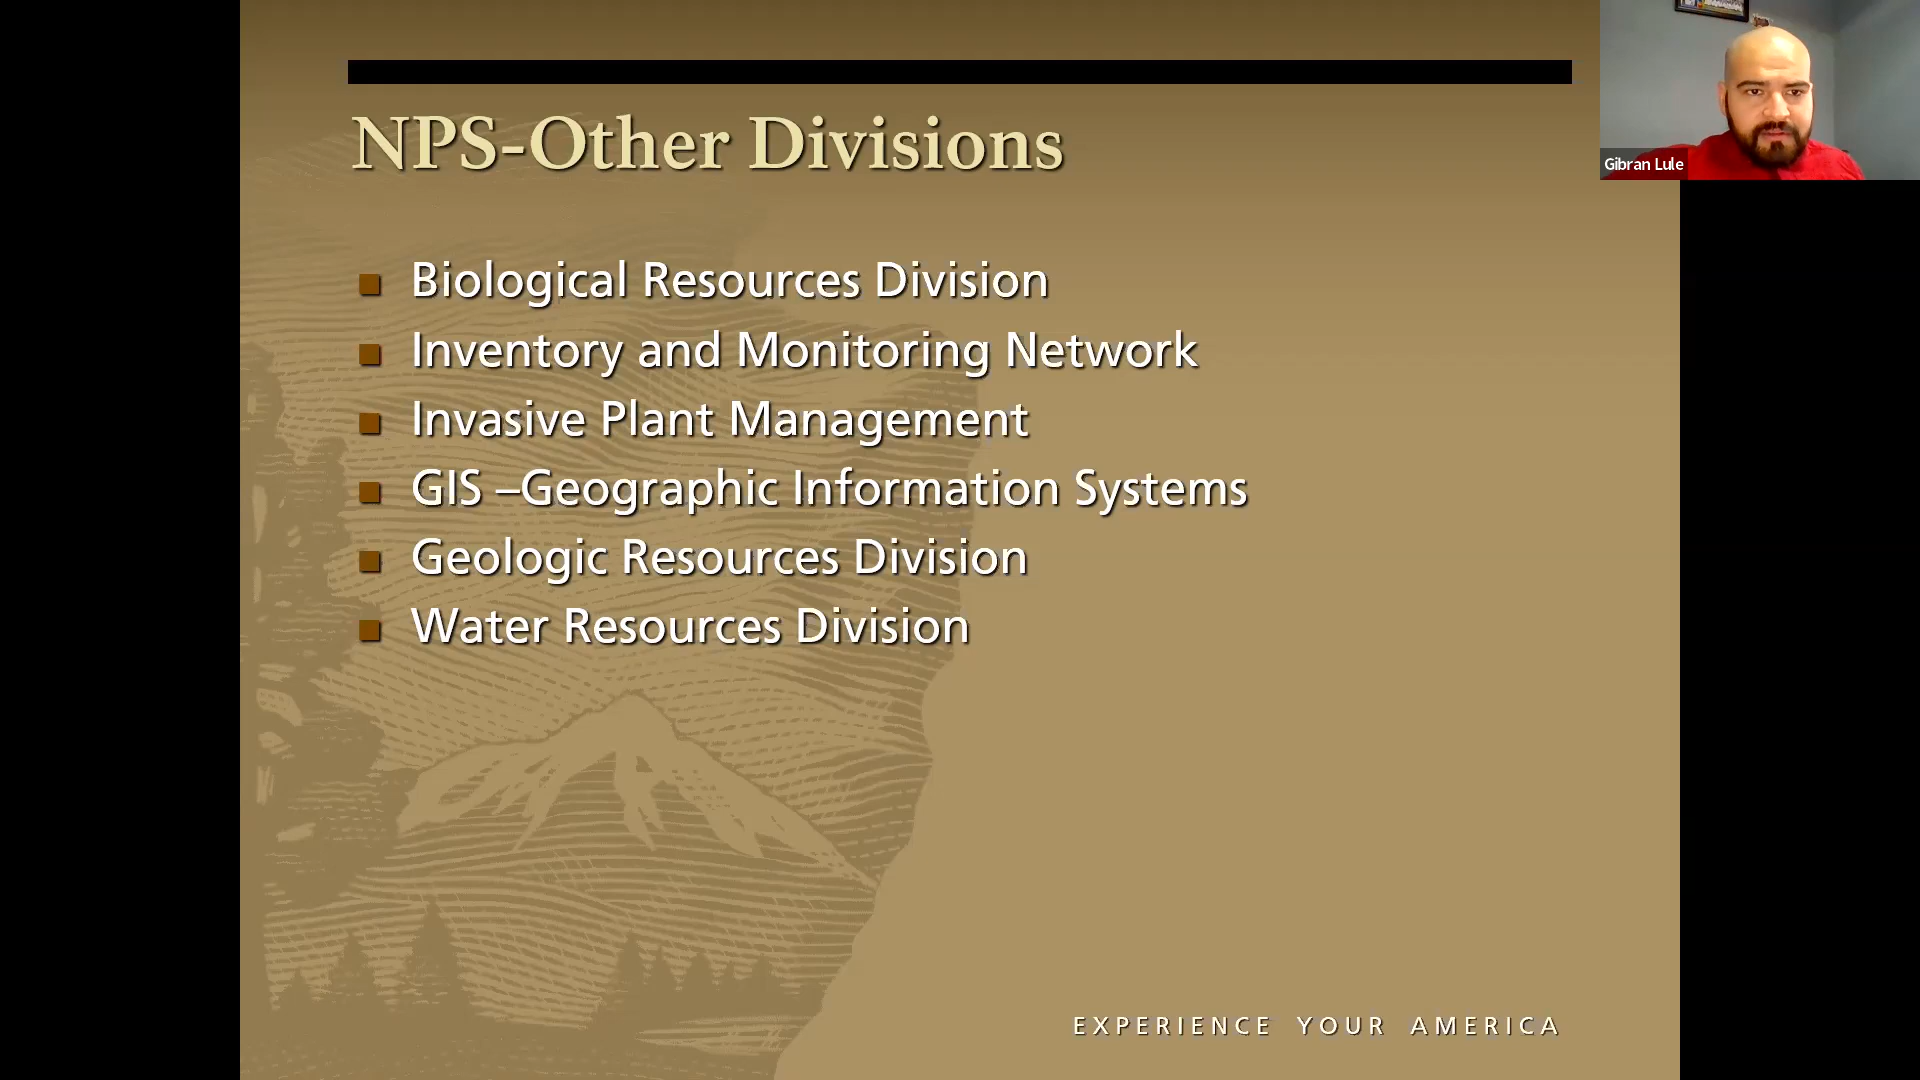 NPS-Other Divisions
Gibran Lule
Biological Resources Division
Inventory and Monitoring Network
Invasive Plant Management
GIS –Geographic Information Systems
Geologic Resources Division
Water Resources Division
EXPERIENCE YOUR AMERICA